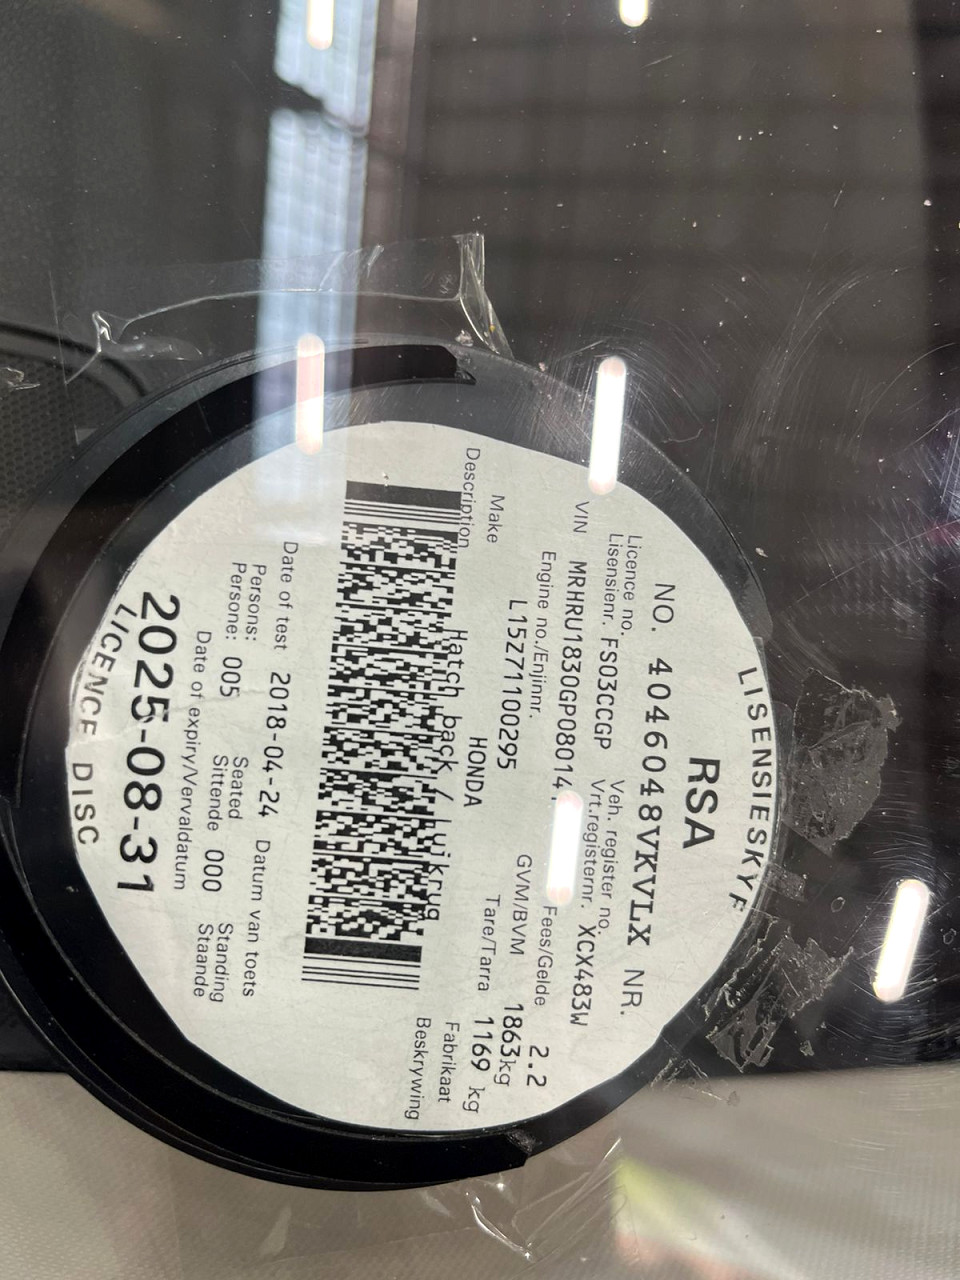 LISENSIESKYF
RSA
NO. 4046048VKVLX NR.
Licence no. Veh. register no.
Lisensienr. FS03CCGP Vrt.registernr. XCX483W
VIN MRHRU1830GP08014
Engine no./Enjinnr. Fees/Gelde 2.2
L15Z71100295 GVM/BVM 1863kg
Make HONDA Tare/Tarra 1169 kg
Fabrikaat
Description Hatch back / Luikrug Beskrywing
Date of test 2018-04-24 Datum van toets
Persons: Seated Standing
Persone: 005 Sittende 000 Staande
Date of expiry/Vervaldatum
2025-08-31
LICENCE DISC